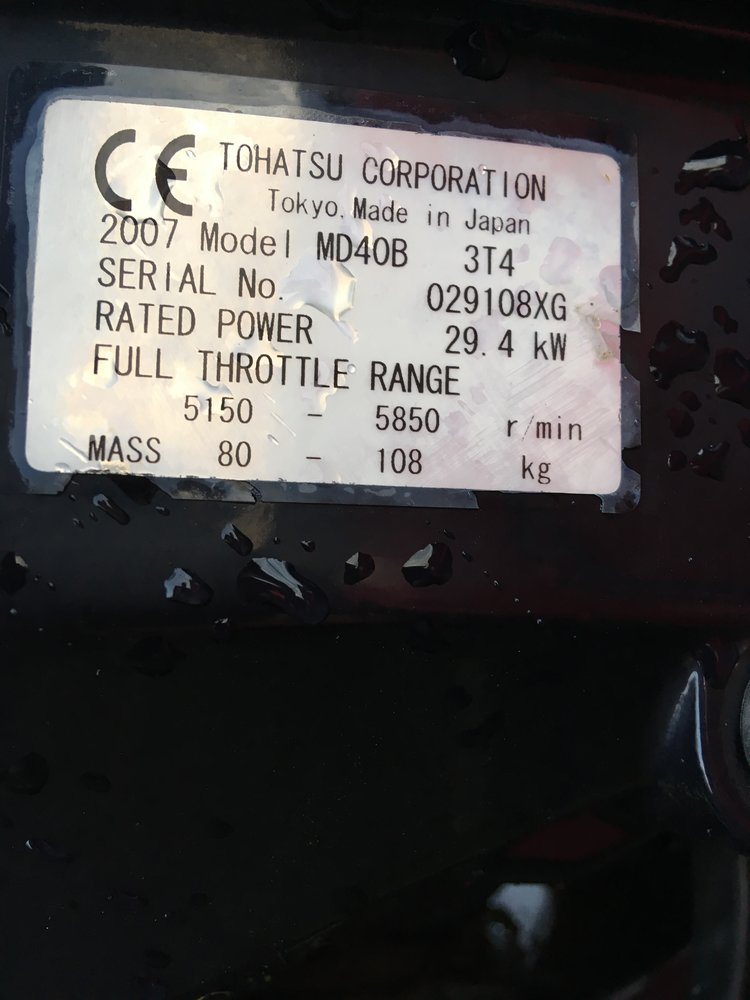 CE TOHATSU CORPORATION
Tokyo. Made in Japan
2007 Model MD40B 3T4
SERIAL No. 029108XG
RATED POWER 29.4 kW
FULL THROTTLE RANGE
5150 - 5850 r/min
MASS 80 - 108 kg